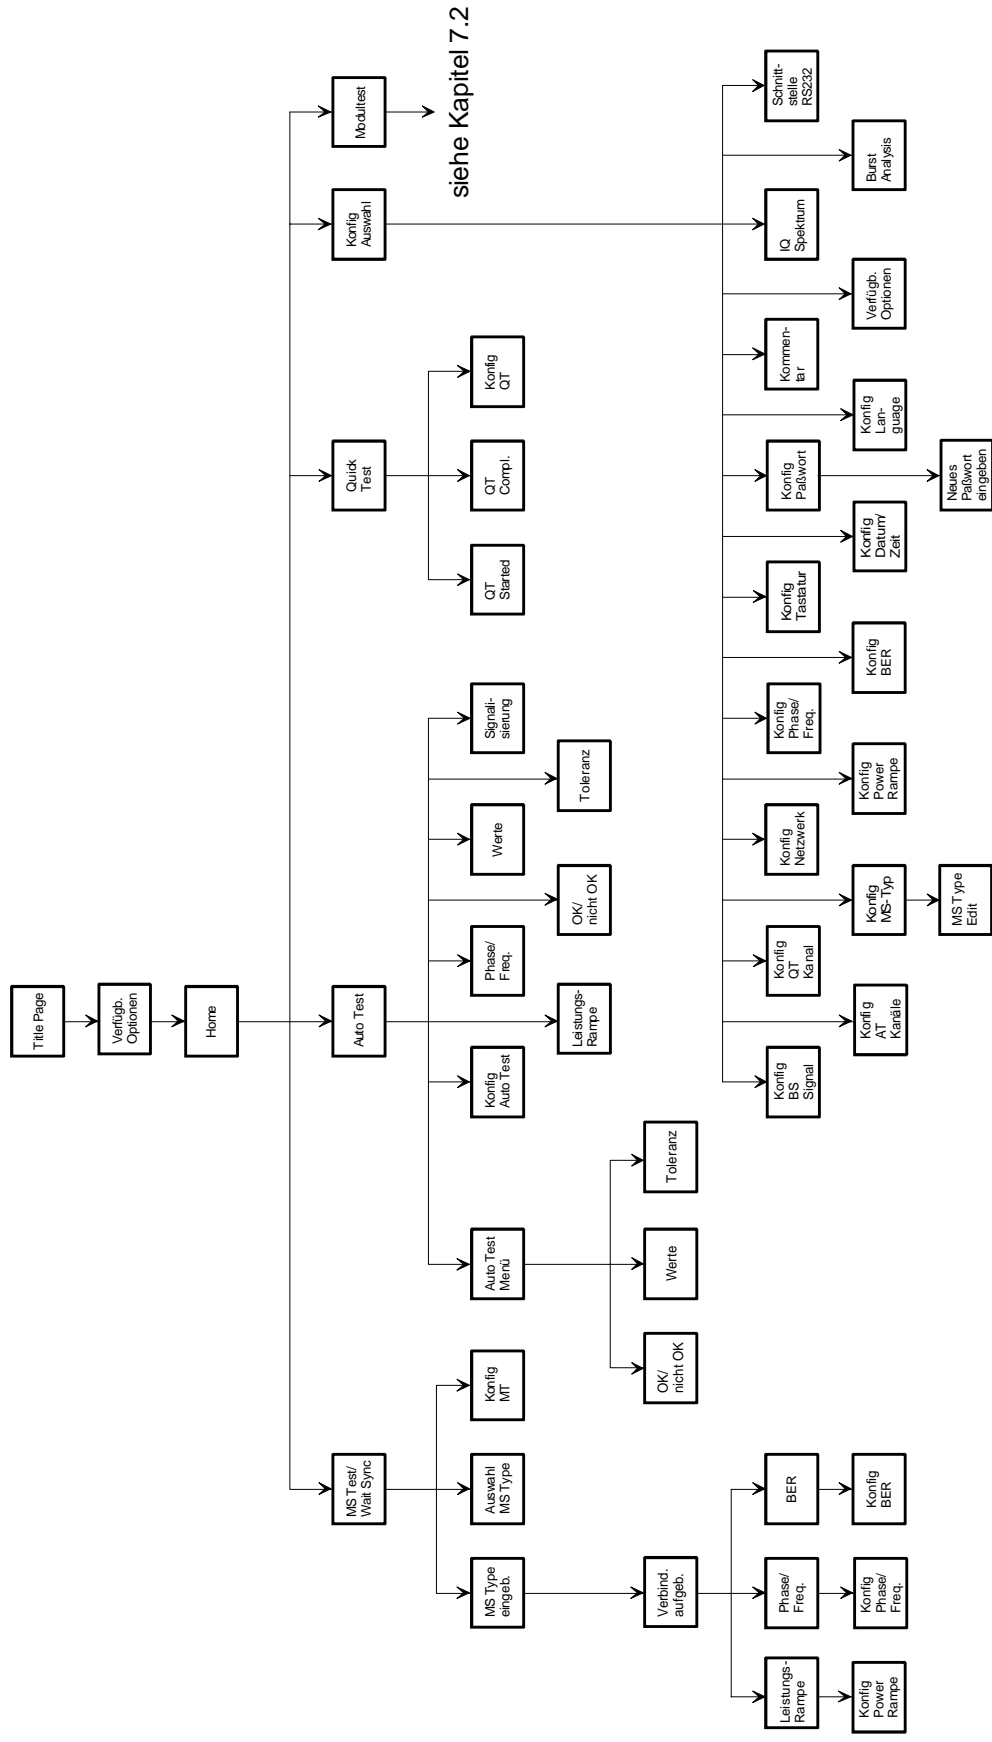 Title Page
Verfügb.
Optionen
Home
MS Test/
Wait Sync
Auto Test
Quick
Test
Konfig
Auswahl
Modultest
siehe Kapitel 7.2
MS Type
eingeb.
Auswahl
MS Type
Konfig
MT
Auto Test
Menü
Konfig
Auto Test
Leistungs-
Rampe
Phase/
Freq.
OK/
nicht OK
Werte
Toleranz
Signali-
sierung
QT
Started
QT
Compl.
Konfig
QT
Verbind.
aufgeb.
OK/
nicht OK
Werte
Toleranz
Leistungs-
Rampe
Phase/
Freq.
BER
Konfig
Power
Rampe
Konfig
Phase/
Freq.
Konfig
BER
Konfig
BS
Signal
Konfig
AT
Kanäle
Konfig
QT
Kanal
Konfig
MS-Typ
MS Type
Edit
Konfig
Netzwerk
Konfig
Power
Rampe
Konfig
Phase/
Freq.
Konfig
BER
Konfig
Tastatur
Konfig
Datum/
Zeit
Konfig
Paßwort
Neues
Paßwort
eingeben
Konfig
Lan-
guage
Kommen-
tar
Verfügb.
Optionen
IQ
Spektrum
Burst
Analysis
Schnitt-
stelle
RS232